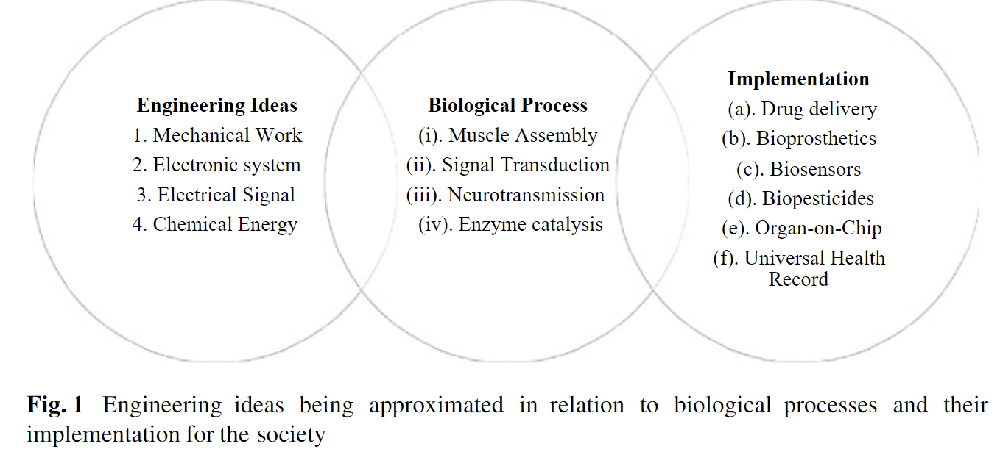 Engineering Ideas
1. Mechanical Work
2. Electronic system
3. Electrical Signal
4. Chemical Energy
Biological Process
(i). Muscle Assembly
(ii). Signal Transduction
(iii). Neurotransmission
(iv). Enzyme catalysis
Implementation
(a). Drug delivery
(b). Bioprosthetics
(c). Biosensors
(d). Biopesticides
(e). Organ-on-Chip
(f). Universal Health
Record
Fig. 1 Engineering ideas being approximated in relation to biological processes and their
implementation for the society